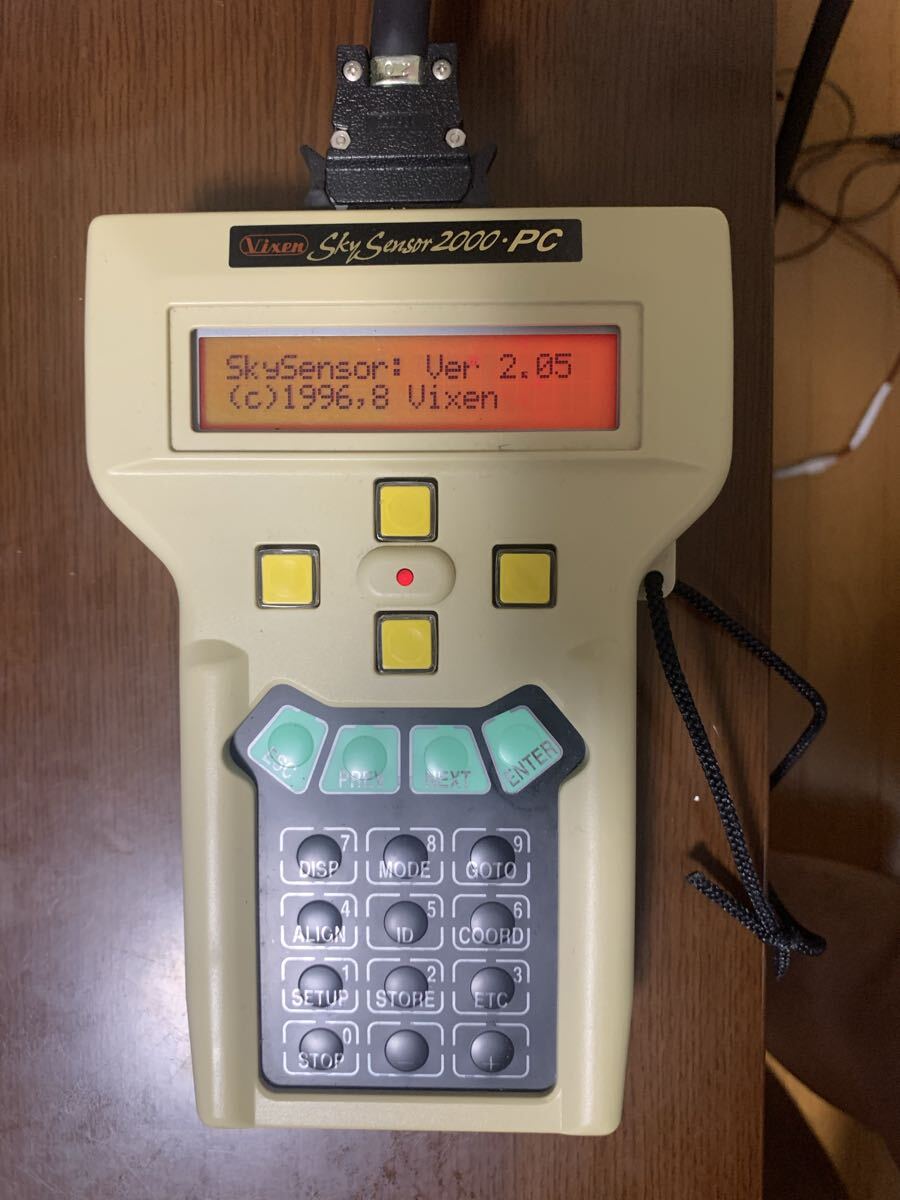 Vixen SkySensor2000·PC
SkySensor: Ver 2.05
(c)1996,8 Vixen
ESC PREV NEXT ENTER
7 8 9
DISP MODE GOTO
4 5 6
ALIGN ID COORD
1 2 3
SETUP STORE ETC
0
STOP - +